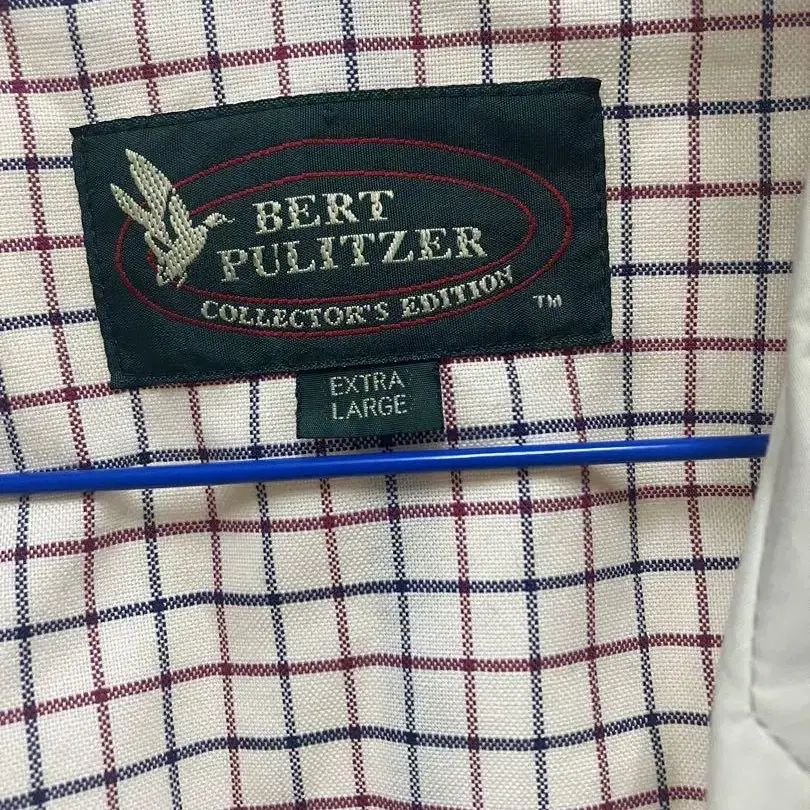 BERT
PULITZER
COLLECTOR'S EDITION
TM
EXTRA
LARGE